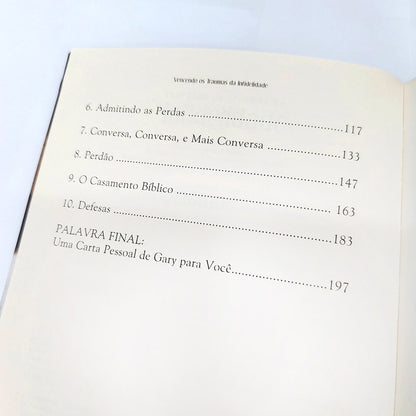 Vencendo os Traumas da Infidelidade
6. Admitindo as Perdas ........................................ 117
7. Conversa, Conversa, e Mais Conversa ..................... 133
8. Perdão ........................................................ 147
9. O Casamento Bíblico ........................................ 163
10. Defesas ...................................................... 183
PALAVRA FINAL:
Uma Carta Pessoal de Gary para Você........................ 197